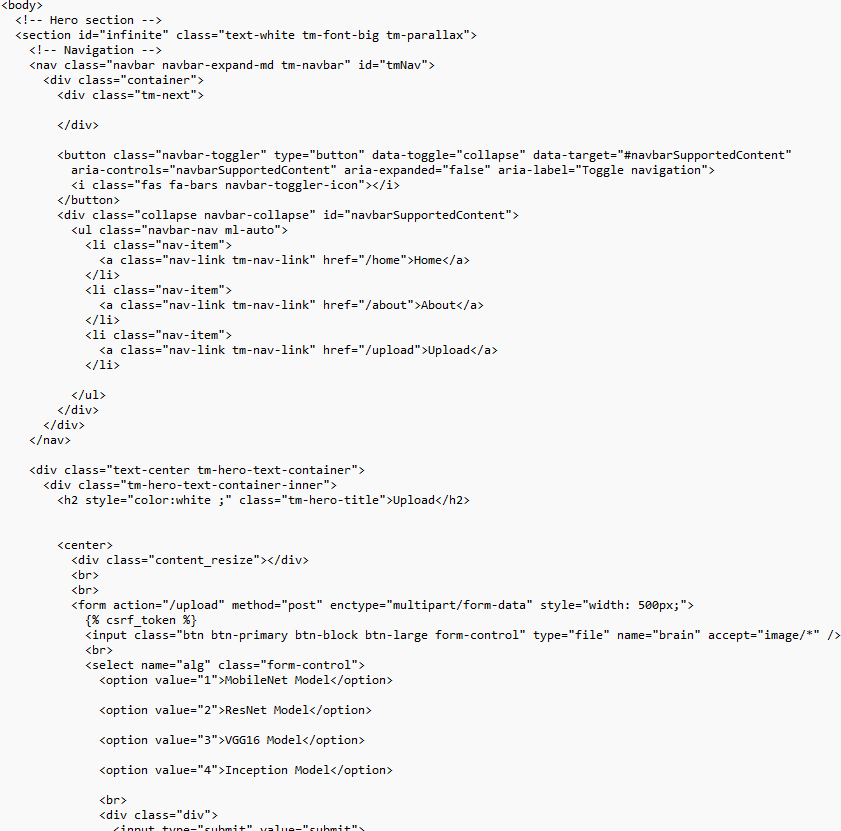 <body>
<!-- Hero section -->
<section id="infinite" class="text-white tm-font-big tm-parallax">
<!-- Navigation -->
<nav class="navbar navbar-expand-md tm-navbar" id="tmNav">
<div class="container">
<div class="tm-next">
</div>
<button class="navbar-toggler" type="button" data-toggle="collapse" data-target="#navbarSupportedContent"
aria-controls="navbarSupportedContent" aria-expanded="false" aria-label="Toggle navigation">
<i class="fas fa-bars navbar-toggler-icon"></i>
</button>
<div class="collapse navbar-collapse" id="navbarSupportedContent">
<ul class="navbar-nav ml-auto">
<li class="nav-item">
<a class="nav-link tm-nav-link" href="/home">Home</a>
</li>
<li class="nav-item">
<a class="nav-link tm-nav-link" href="/about">About</a>
</li>
<li class="nav-item">
<a class="nav-link tm-nav-link" href="/upload">Upload</a>
</li>
</ul>
</div>
</div>
</nav>
<div class="text-center tm-hero-text-container">
<div class="tm-hero-text-container-inner">
<h2 style="color:white ;" class="tm-hero-title">Upload</h2>
<center>
<div class="content_resize"></div>
<br>
<br>
<form action="/upload" method="post" enctype="multipart/form-data" style="width: 500px;">
{% csrf_token %}
<input class="btn btn-primary btn-block btn-large form-control" type="file" name="brain" accept="image/*" />
<br>
<select name="alg" class="form-control">
<option value="1">MobileNet Model</option>
<option value="2">ResNet Model</option>
<option value="3">VGG16 Model</option>
<option value="4">Inception Model</option>
<br>
<div class="div">
<input type="submit" value="submit">